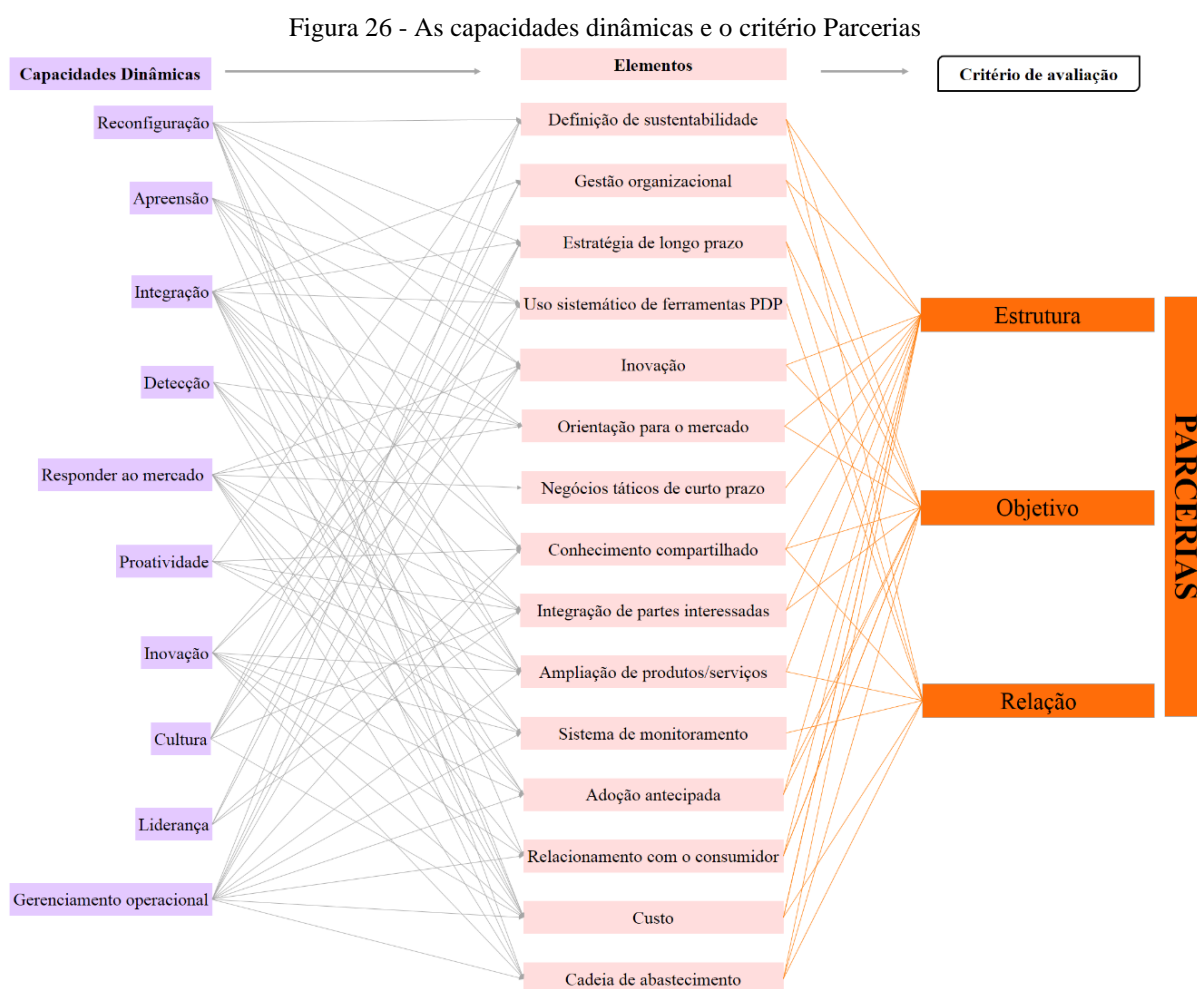 Figura 26 - As capacidades dinâmicas e o critério Parcerias
Capacidades Dinâmicas
Elementos
Critério de avaliação
Reconfiguração
Apreensão
Integração
Detecção
Responder ao mercado
Proatividade
Inovação
Cultura
Liderança
Gerenciamento operacional
Definição de sustentabilidade
Gestão organizacional
Estratégia de longo prazo
Uso sistemático de ferramentas PDP
Inovação
Orientação para o mercado
Negócios táticos de curto prazo
Conhecimento compartilhado
Integração de partes interessadas
Ampliação de produtos/serviços
Sistema de monitoramento
Adoção antecipada
Relacionamento com o consumidor
Custo
Cadeia de abastecimento
Estrutura
Objetivo
Relação
PARCERIAS